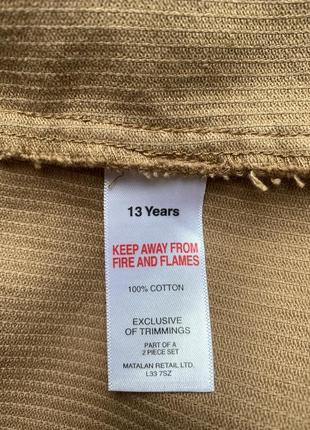 13 Years
KEEP AWAY FROM
FIRE AND FLAMES
100% COTTON
EXCLUSIVE
OF TRIMMINGS
PART OF A
2 PIECE SET
MATALAN RETAIL LTD.
L33 7SZ